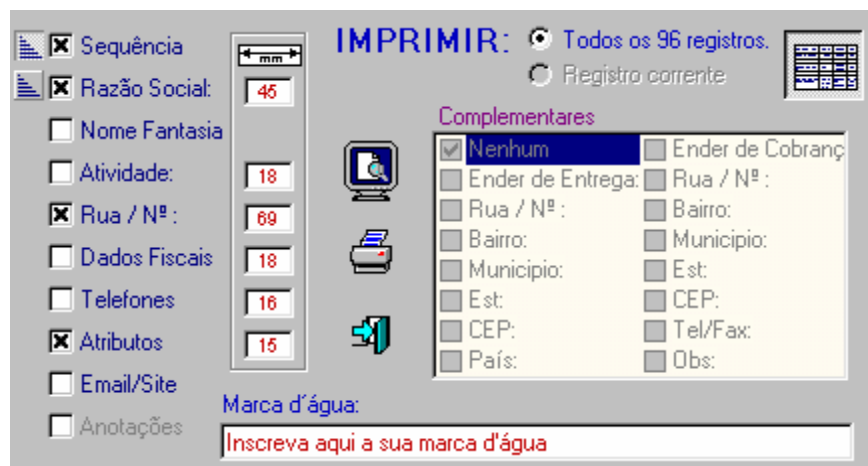 IMPRIMIR: Todos os 96 registros.
Registro corrente
Sequência
mm
Razão Social: 45
Nome Fantasia
Atividade: 18
Rua / Nº : 69
Dados Fiscais 18
Telefones 16
Atributos 15
Email/Site
Anotações
Complementares
Nenhum
Ender de Entrega:
Rua / Nº :
Bairro:
Municipio:
Est:
CEP:
País:
Ender de Cobranç
Rua / Nº :
Bairro:
Municipio:
Est:
CEP:
Tel/Fax:
Obs:
Marca d´água:
Inscreva aqui a sua marca d'água